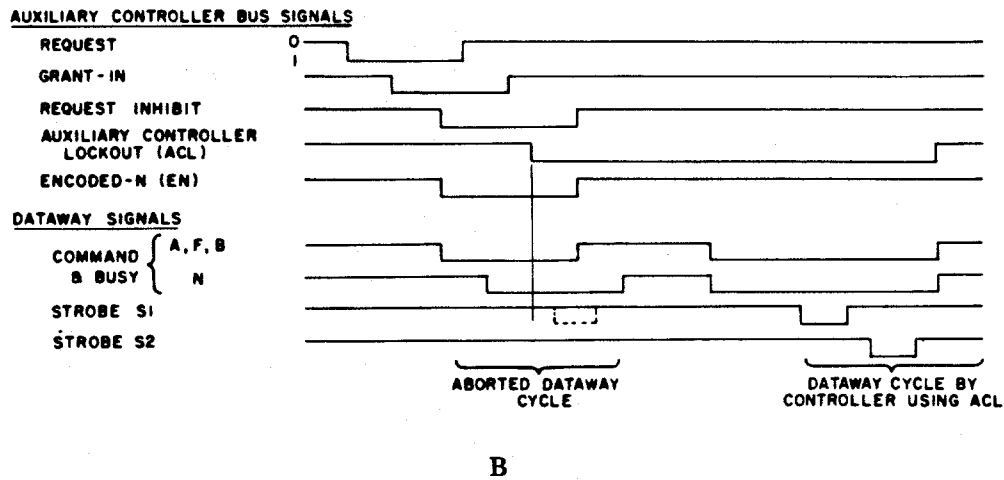 AUXILIARY CONTROLLER BUS SIGNALS
REQUEST
0
1
GRANT-IN
REQUEST INHIBIT
AUXILIARY CONTROLLER
LOCKOUT (ACL)
ENCODED-N (EN)
DATAWAY SIGNALS
COMMAND
& BUSY
A, F, B
N
STROBE S1
STROBE S2
ABORTED DATAWAY
CYCLE
DATAWAY CYCLE BY
CONTROLLER USING ACL
B